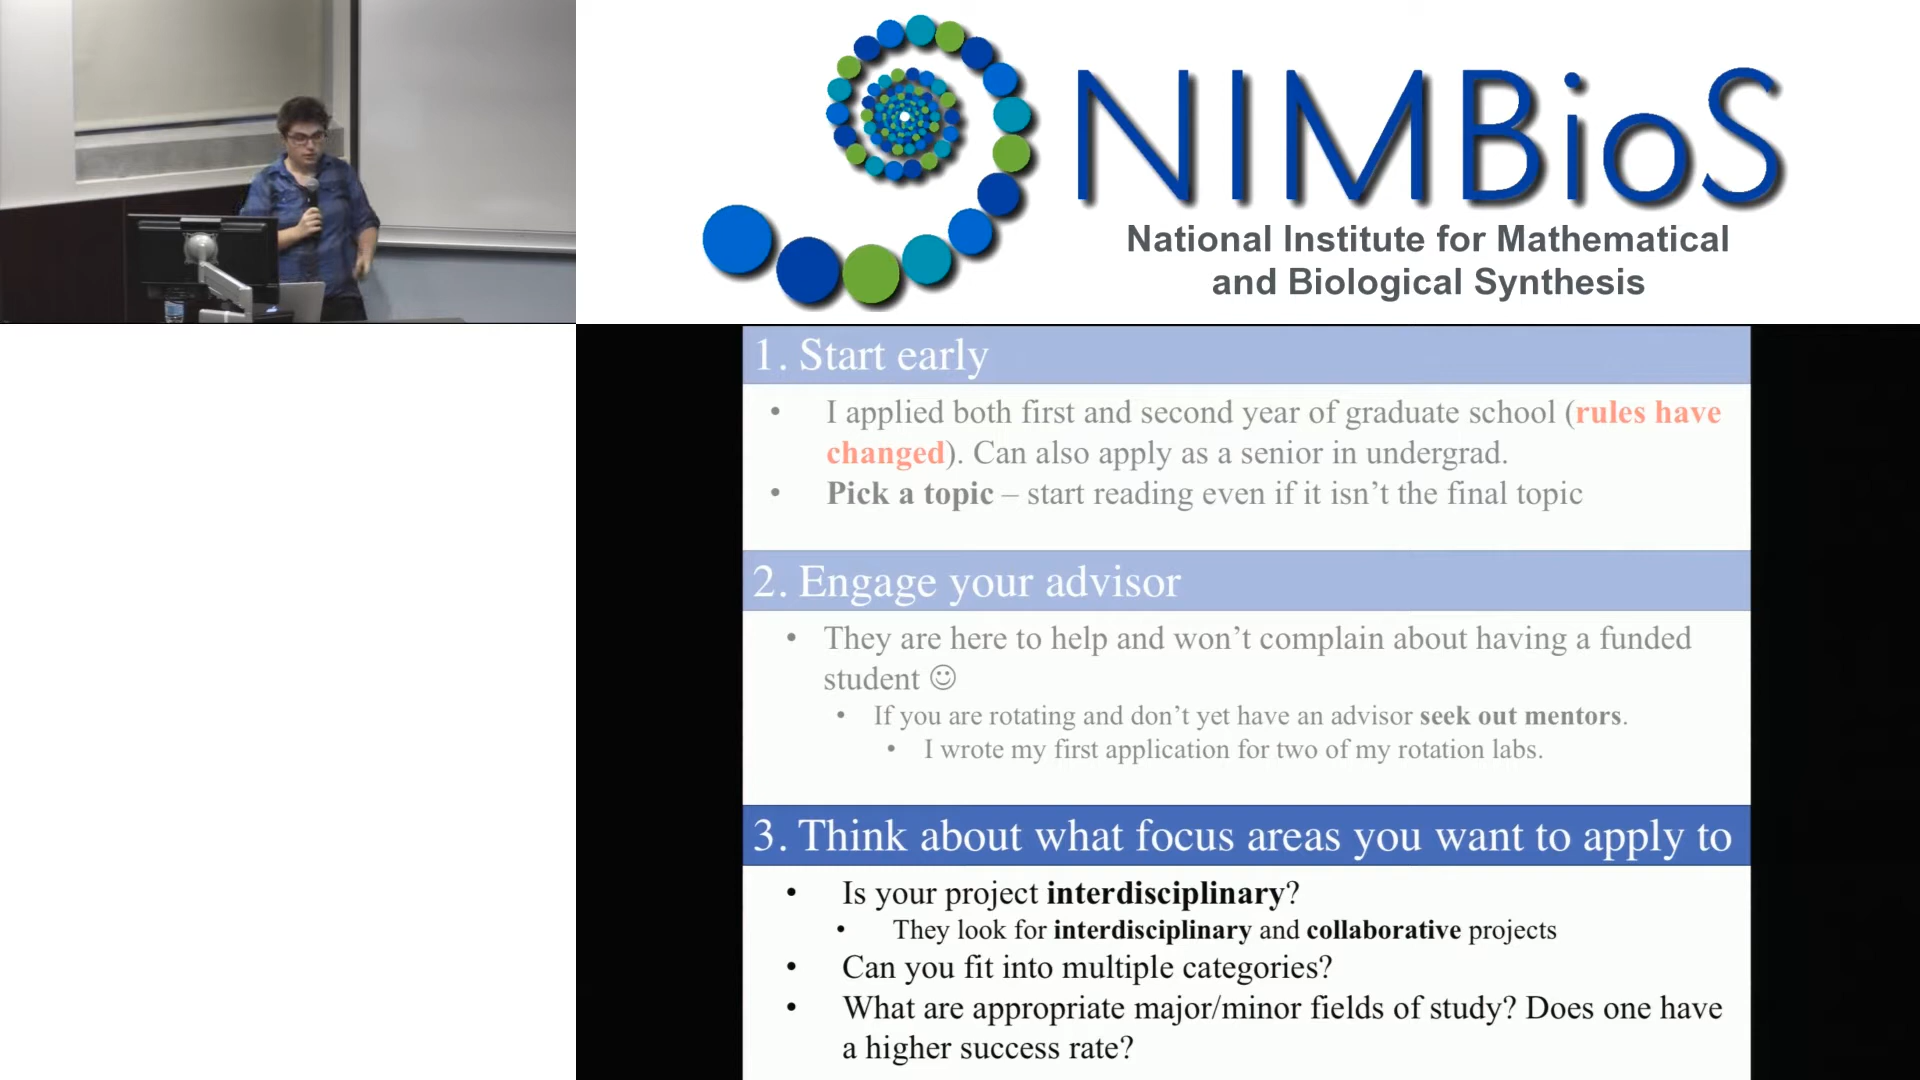 NIMBioS
National Institute for Mathematical
and Biological Synthesis
1. Start early
• I applied both first and second year of graduate school (rules have
changed). Can also apply as a senior in undergrad.
• Pick a topic – start reading even if it isn’t the final topic
2. Engage your advisor
• They are here to help and won’t complain about having a funded
student ☺
• If you are rotating and don’t yet have an advisor seek out mentors.
• I wrote my first application for two of my rotation labs.
3. Think about what focus areas you want to apply to
• Is your project interdisciplinary?
• They look for interdisciplinary and collaborative projects
• Can you fit into multiple categories?
• What are appropriate major/minor fields of study? Does one have
a higher success rate?